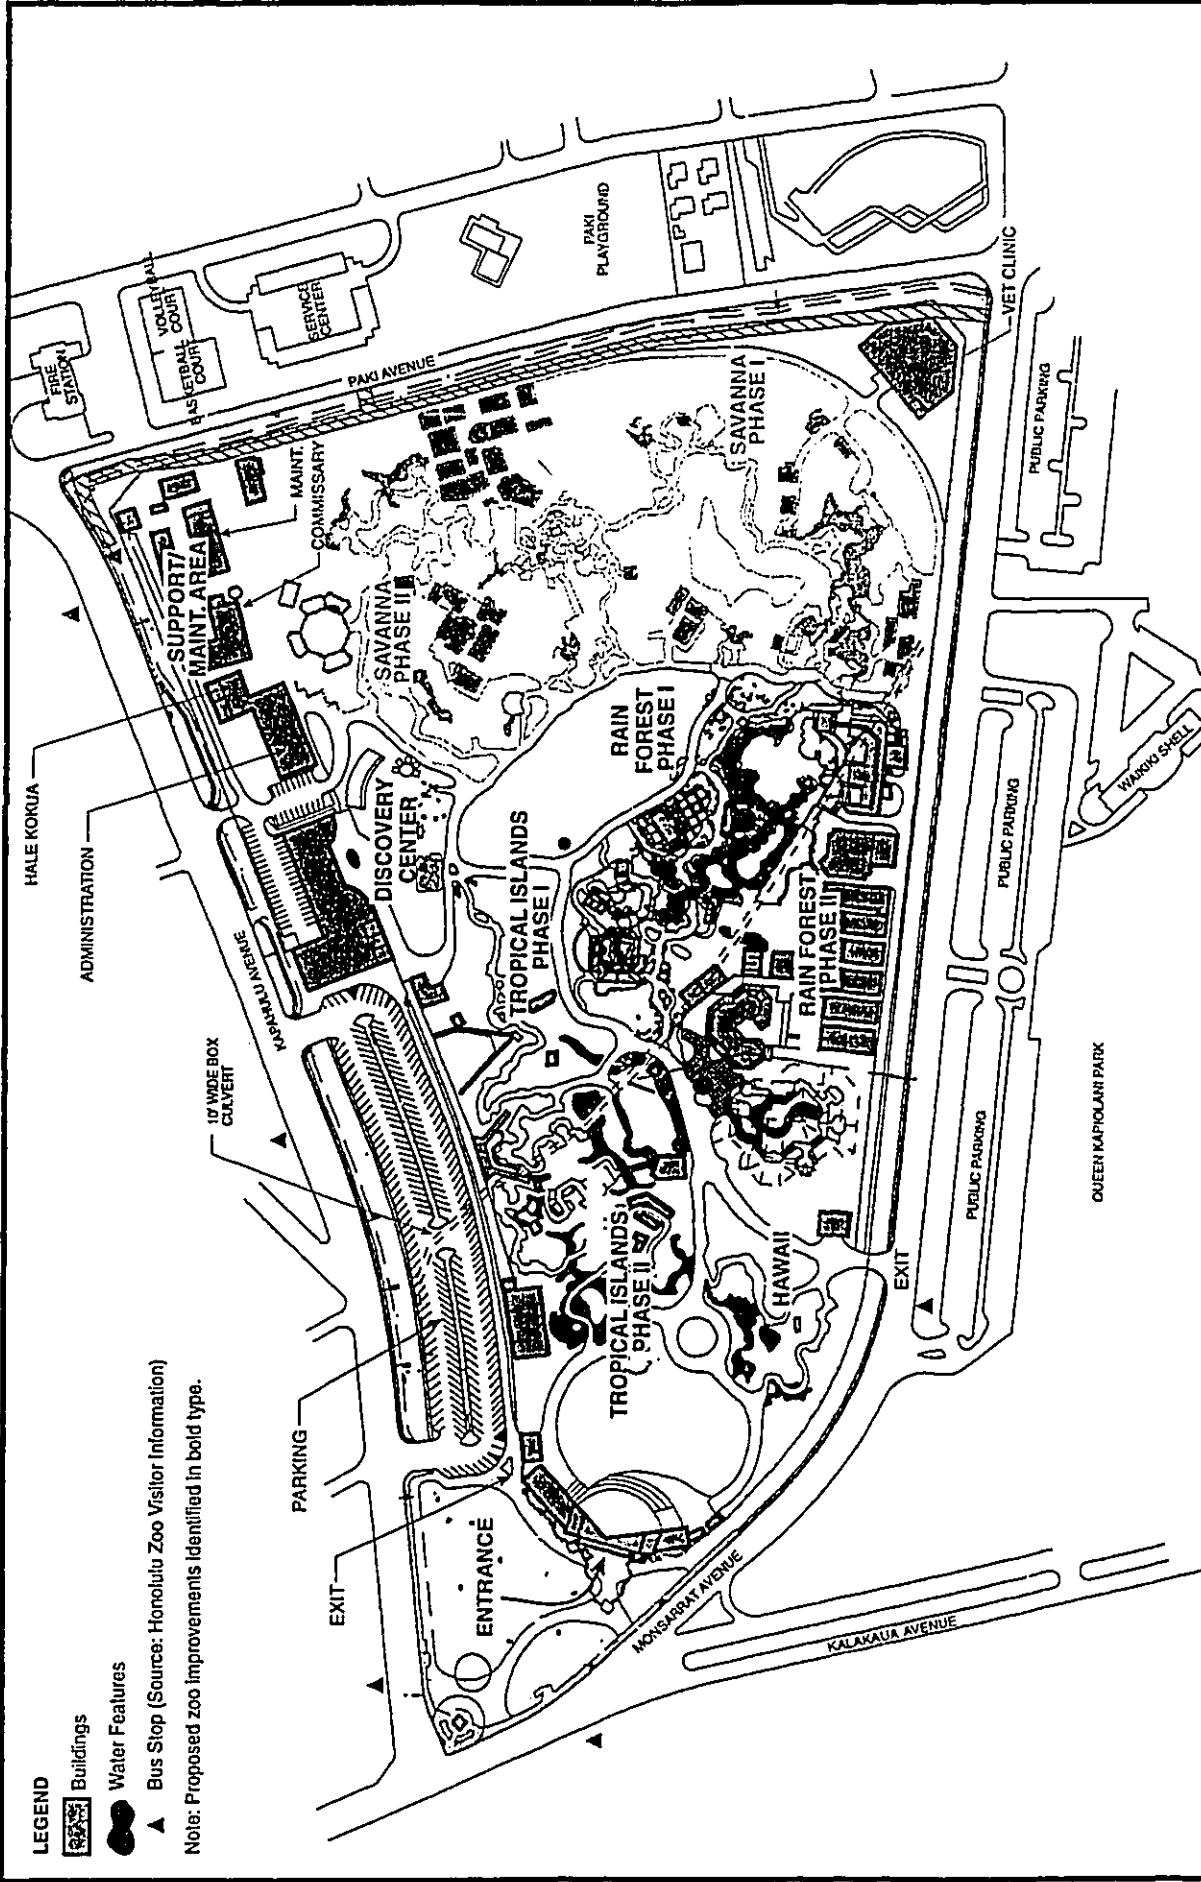 LEGEND
Buildings
Water Features
Bus Stop (Source: Honolulu Zoo Visitor Information)
Note: Proposed zoo improvements identified in bold type.
HALE KOKUA
ADMINISTRATION
10' WIDE BOX
CULVERT
PARKING
EXIT
KAPAHULU AVENUE
FIRE
STATION
VOLLEYBALL
COURT
BASKETBALL
COURT
SERVICE
CENTER
PAKI
PLAYGROUND
PAKI AVENUE
SUPPORT/
MAINT. AREA
MAINT.
COMMISSARY
SAVANNA
PHASE II
SAVANNA
PHASE I
VET CLINIC
DISCOVERY
CENTER
RAIN
FOREST
PHASE I
TROPICAL ISLANDS
PHASE I
RAIN FOREST
PHASE II
TROPICAL ISLANDS
PHASE II
HAWAII
ENTRANCE
EXIT
MONSARRAT AVENUE
KALAKAUA AVENUE
PUBLIC PARKING
PUBLIC PARKING
PUBLIC PARKING
WAIKIKI SHELL
QUEEN KAPIOLANI PARK